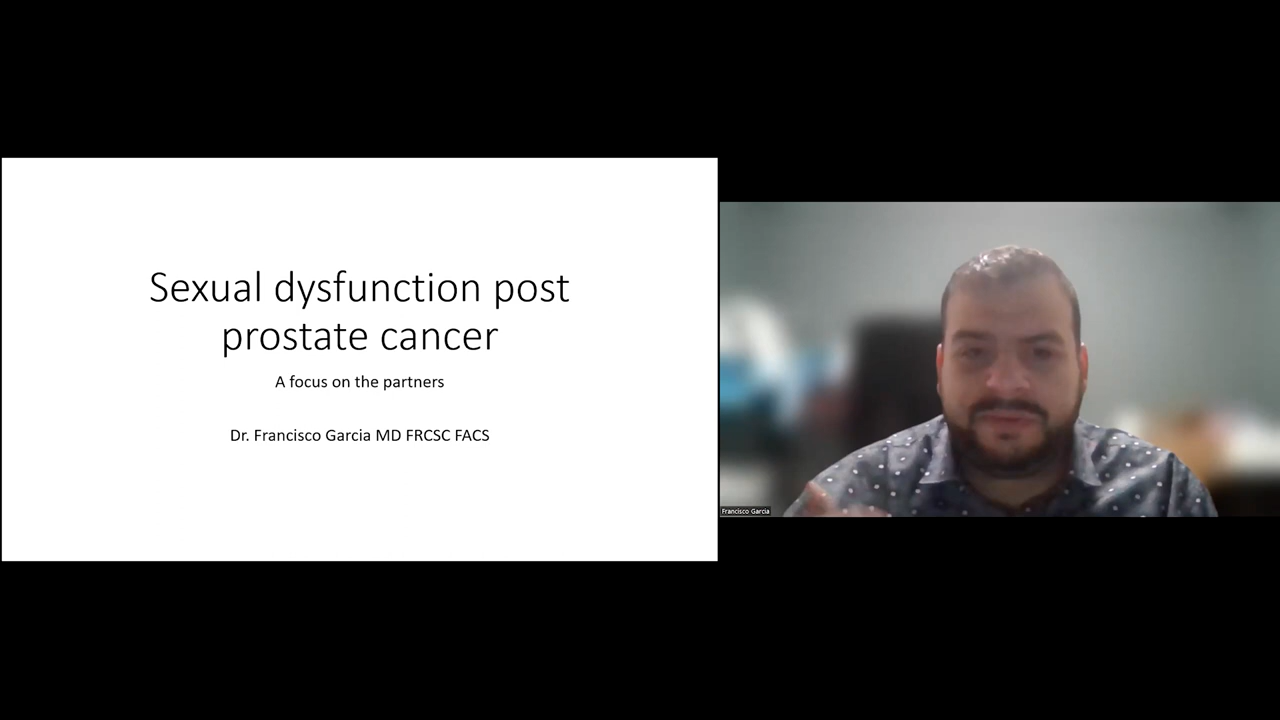 Sexual dysfunction post
prostate cancer
A focus on the partners
Dr. Francisco Garcia MD FRCSC FACS
Francisco Garcia